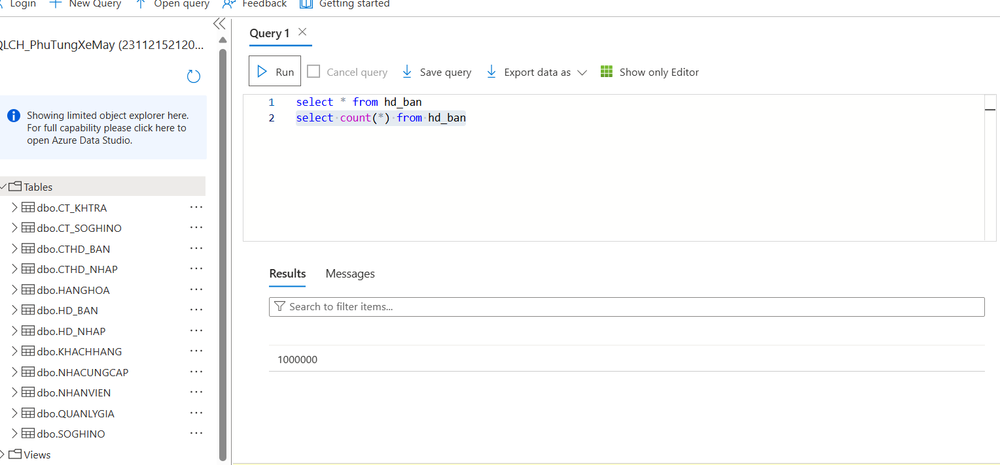 Login New Query Open query Feedback Getting started
QLCH_PhuTungXeMay (23112152120...
Showing limited object explorer here.
For full capability please click here to
open Azure Data Studio.
Tables
dbo.CT_KHTRA ...
dbo.CT_SOGHINO ...
dbo.CTHD_BAN ...
dbo.CTHD_NHAP ...
dbo.HANGHOA ...
dbo.HD_BAN ...
dbo.HD_NHAP ...
dbo.KHACHHANG ...
dbo.NHACUNGCAP ...
dbo.NHANVIEN ...
dbo.QUANLYGIA ...
dbo.SOGHINO ...
Views
Query 1
Run Cancel query Save query Export data as Show only Editor
1 select * from hd_ban
2 select count(*) from hd_ban
Results Messages
Search to filter items...
1000000